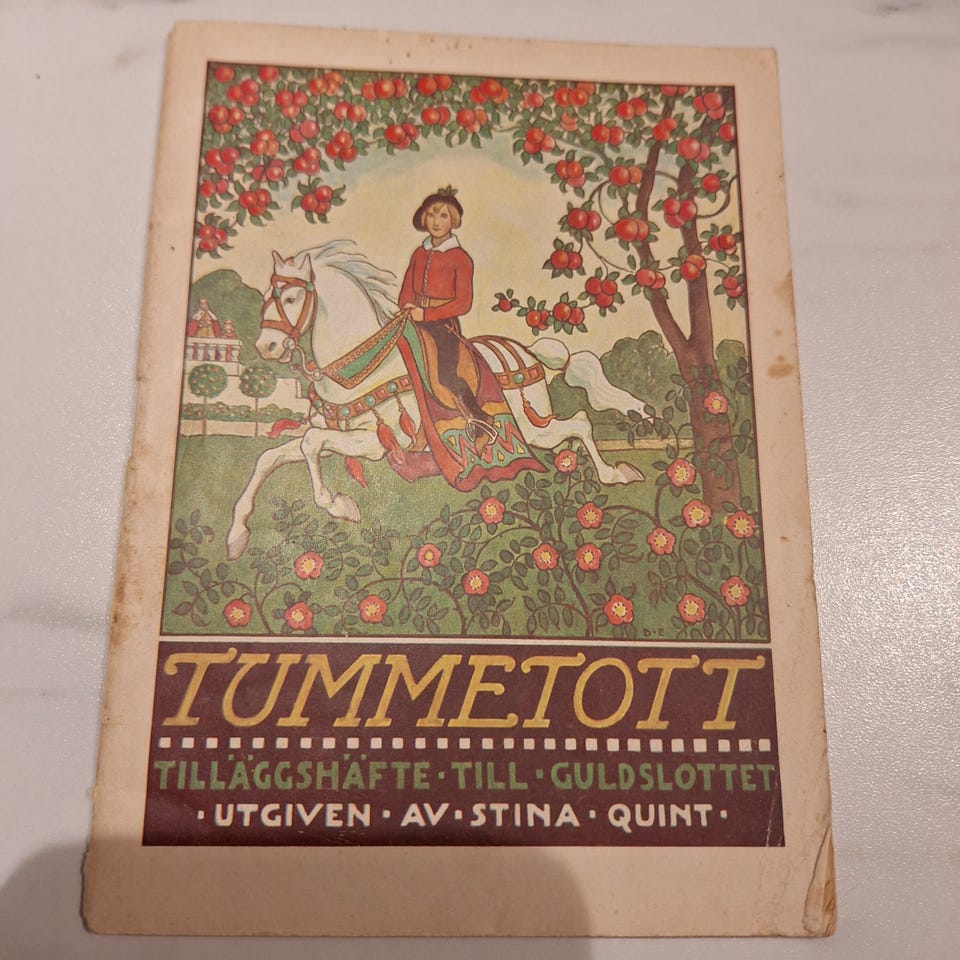 D·E
TUMMETOTT
TILLÄGGSHÄFTE · TILL · GULDSLOTTET
· UTGIVEN · AV · STINA · QUINT ·